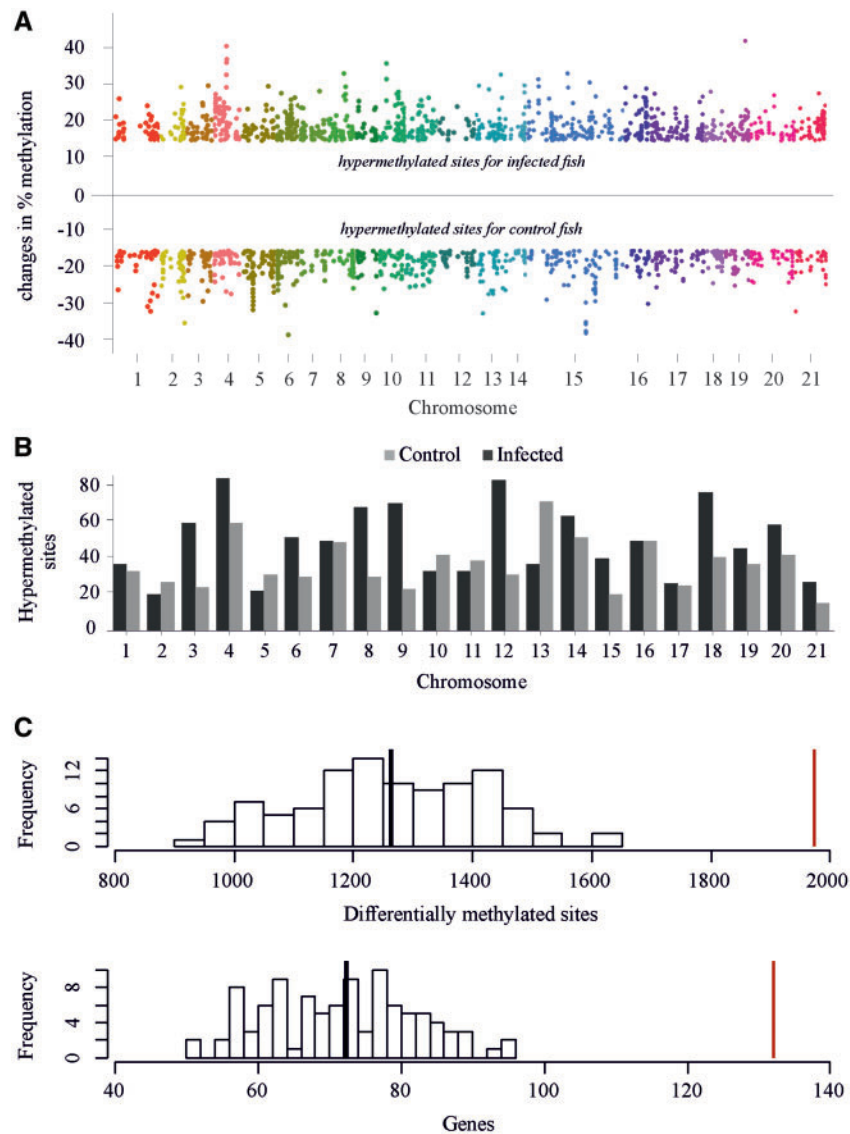 A
changes in % methylation
40
30
20
10
0
-10
-20
-30
-40
hypermethylated sites for infected fish
hypermethylated sites for control fish
1 2 3 4 5 6 7 8 9 10 11 12 13 14 15 16 17 18 19 20 21
Chromosome
B
Control Infected
Hypermethylated
sites
80
60
40
20
0
1 2 3 4 5 6 7 8 9 10 11 12 13 14 15 16 17 18 19 20 21
Chromosome
C
Frequency
12
6
0
800 1000 1200 1400 1600 1800 2000
Differentially methylated sites
Frequency
8
4
0
40 60 80 100 120 140
Genes